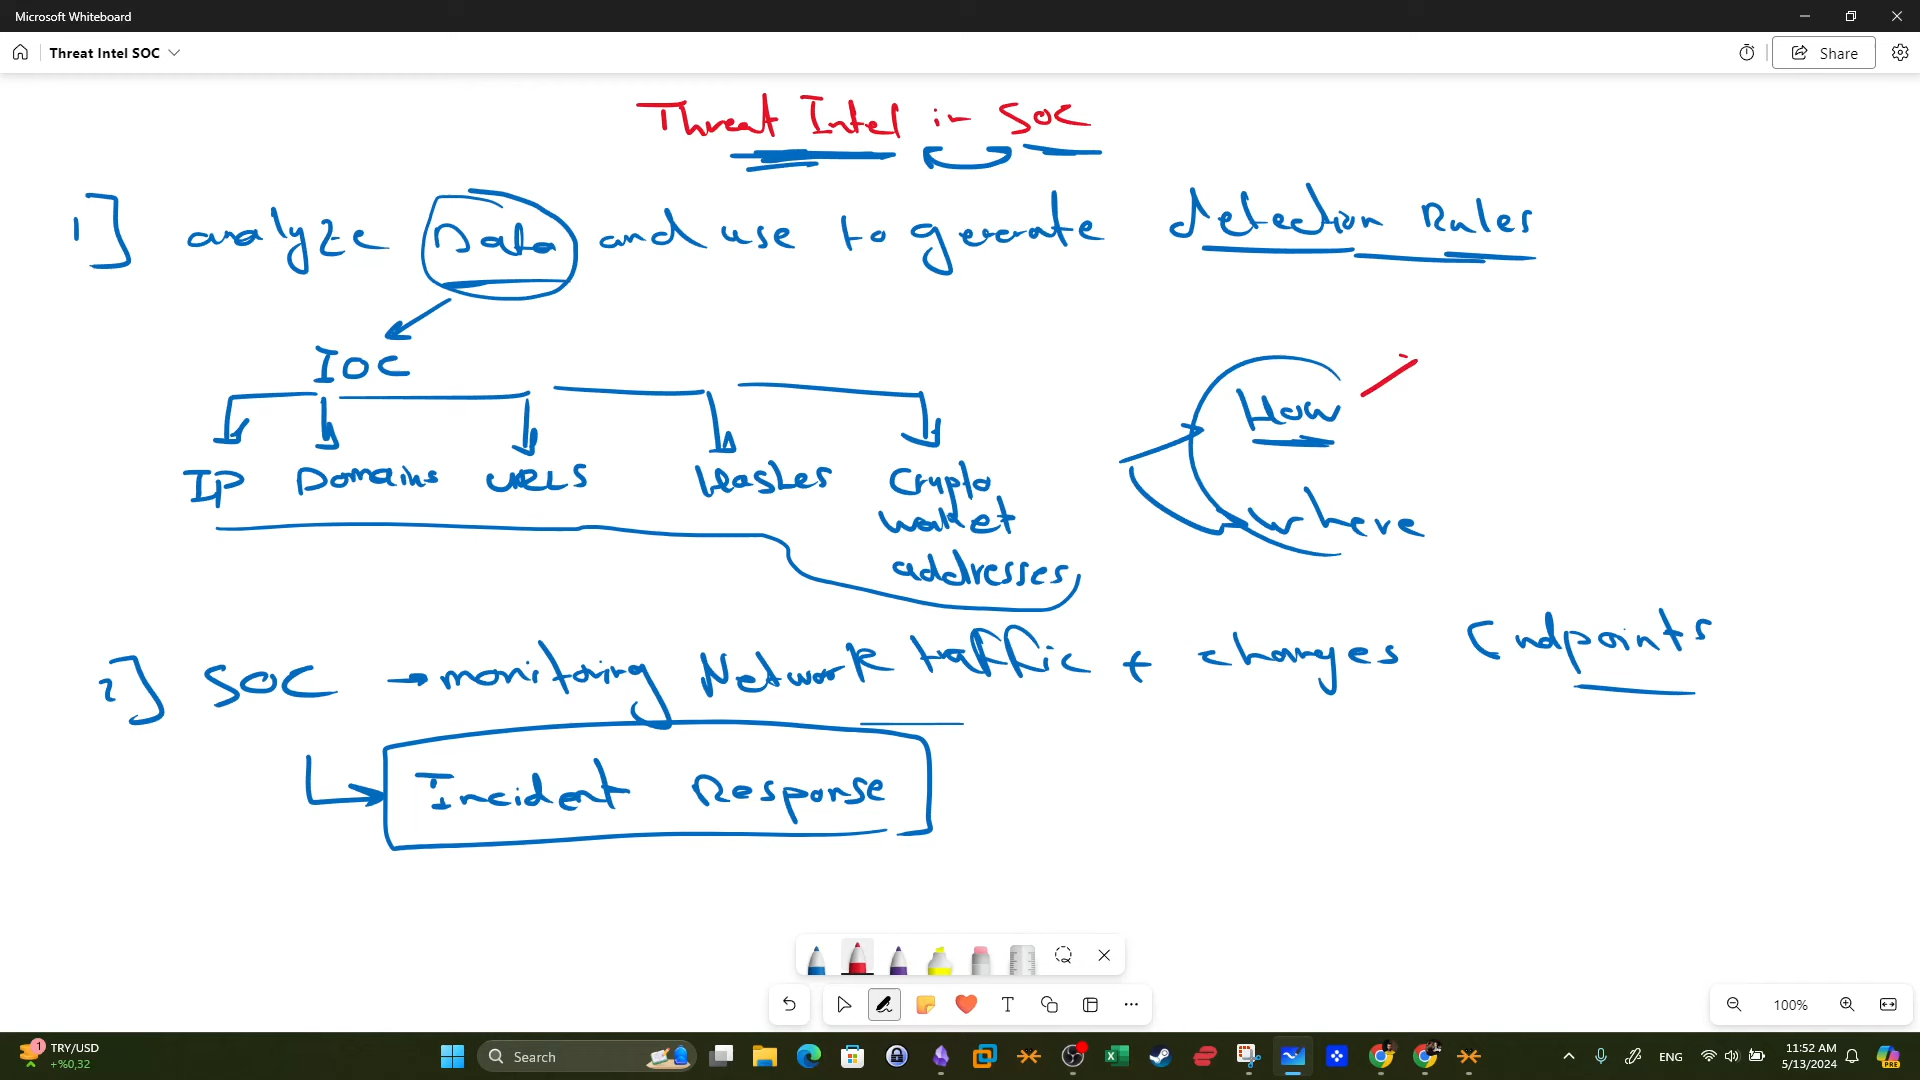 Microsoft Whiteboard
Threat Intel SOC
Share
Threat Intel in SOC
1] analyze Data and use to generate detection Rules
IOC
How
IP Domains URLS Hashes Crypto
wallet
addresses
where
2] SOC → monitoring Network traffic + changes Endpoints
Incident Response
100%
1
TRY/USD
+%0,32
Search
ENG
11:52 AM
5/13/2024
PRE